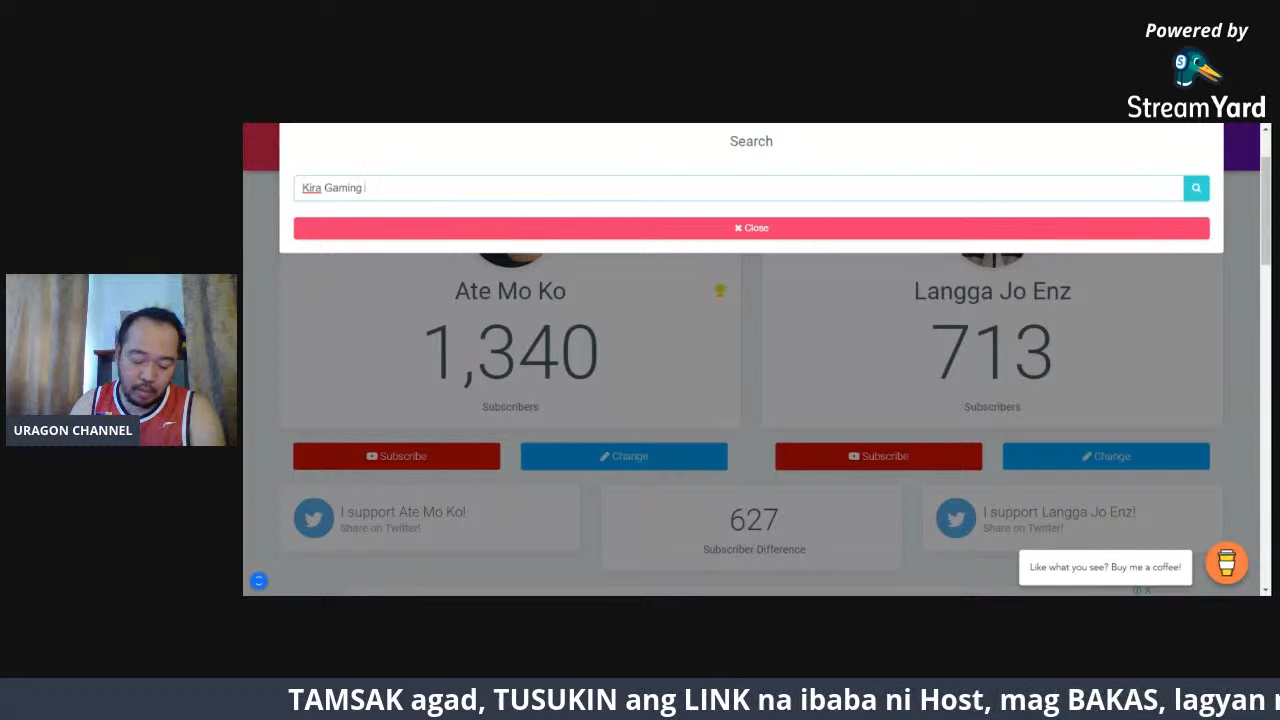 Powered by
StreamYard
Search
Kira Gaming
Close
Ate Mo Ko
1,340
Subscribers
Subscribe
Change
Langga Jo Enz
713
Subscribers
Subscribe
Change
I support Ate Mo Ko!
Share on Twitter!
627
Subscriber Difference
I support Langga Jo Enz!
Share on Twitter!
Like what you see? Buy me a coffee!
URAGON CHANNEL
TAMSAK agad, TUSUKIN ang LINK na ibaba ni Host, mag BAKAS, lagyan